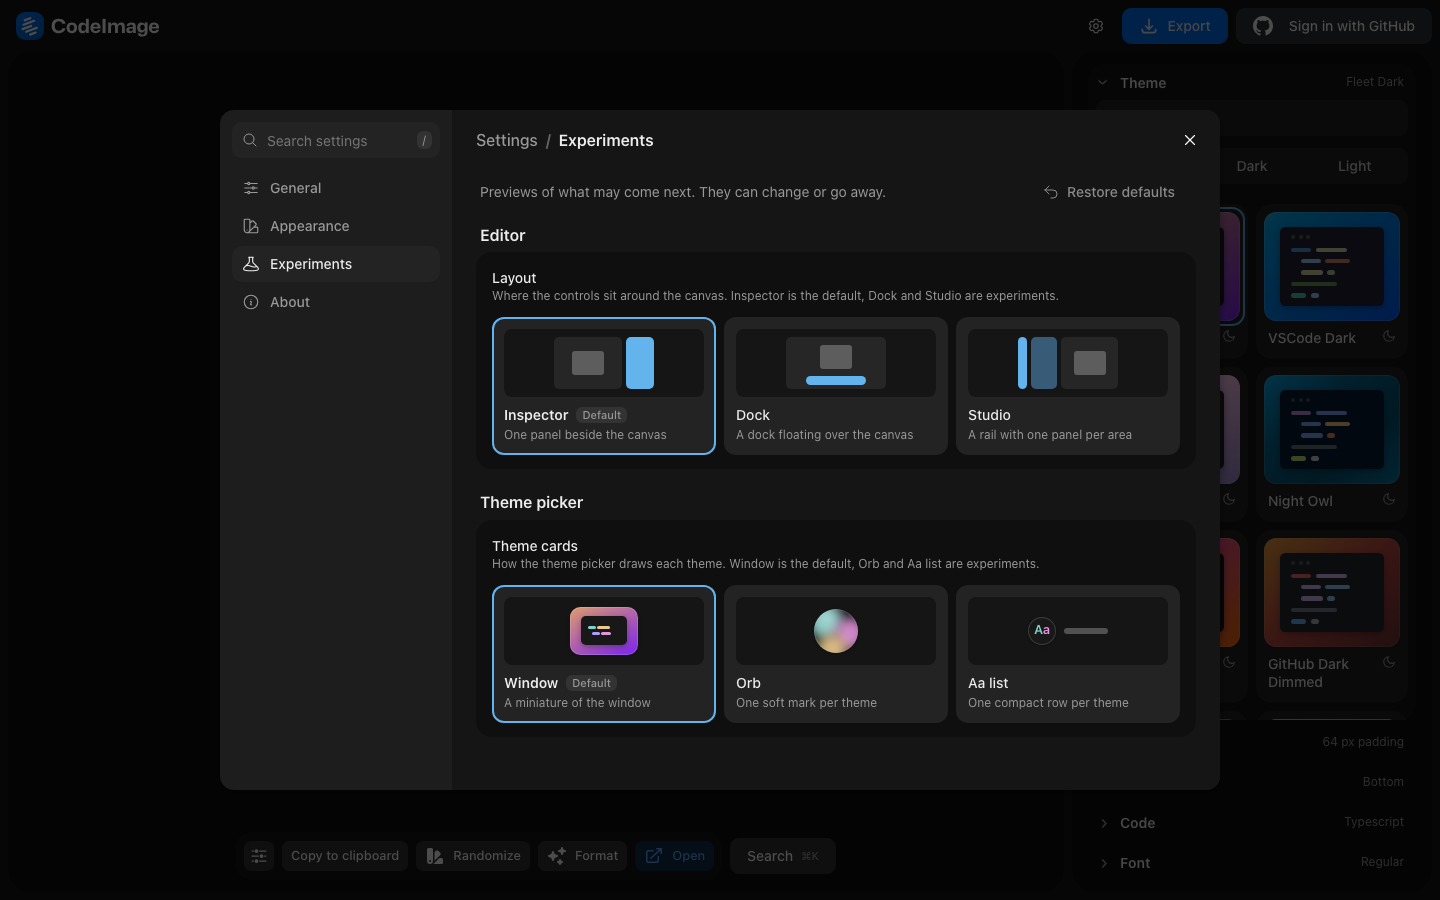 CodeImage
Export
Sign in with GitHub
Theme
Fleet Dark
Dark
Light
VSCode Dark
Night Owl
GitHub Dark
Dimmed
64 px padding
Bottom
Code
Typescript
Font
Regular
Search settings
/
General
Appearance
Experiments
About
Settings / Experiments
Previews of what may come next. They can change or go away.
Restore defaults
Editor
Layout
Where the controls sit around the canvas. Inspector is the default, Dock and Studio are experiments.
Inspector Default
One panel beside the canvas
Dock
A dock floating over the canvas
Studio
A rail with one panel per area
Theme picker
Theme cards
How the theme picker draws each theme. Window is the default, Orb and Aa list are experiments.
Window Default
A miniature of the window
Orb
One soft mark per theme
Aa
Aa list
One compact row per theme
Copy to clipboard
Randomize
Format
Open
Search ⌘K